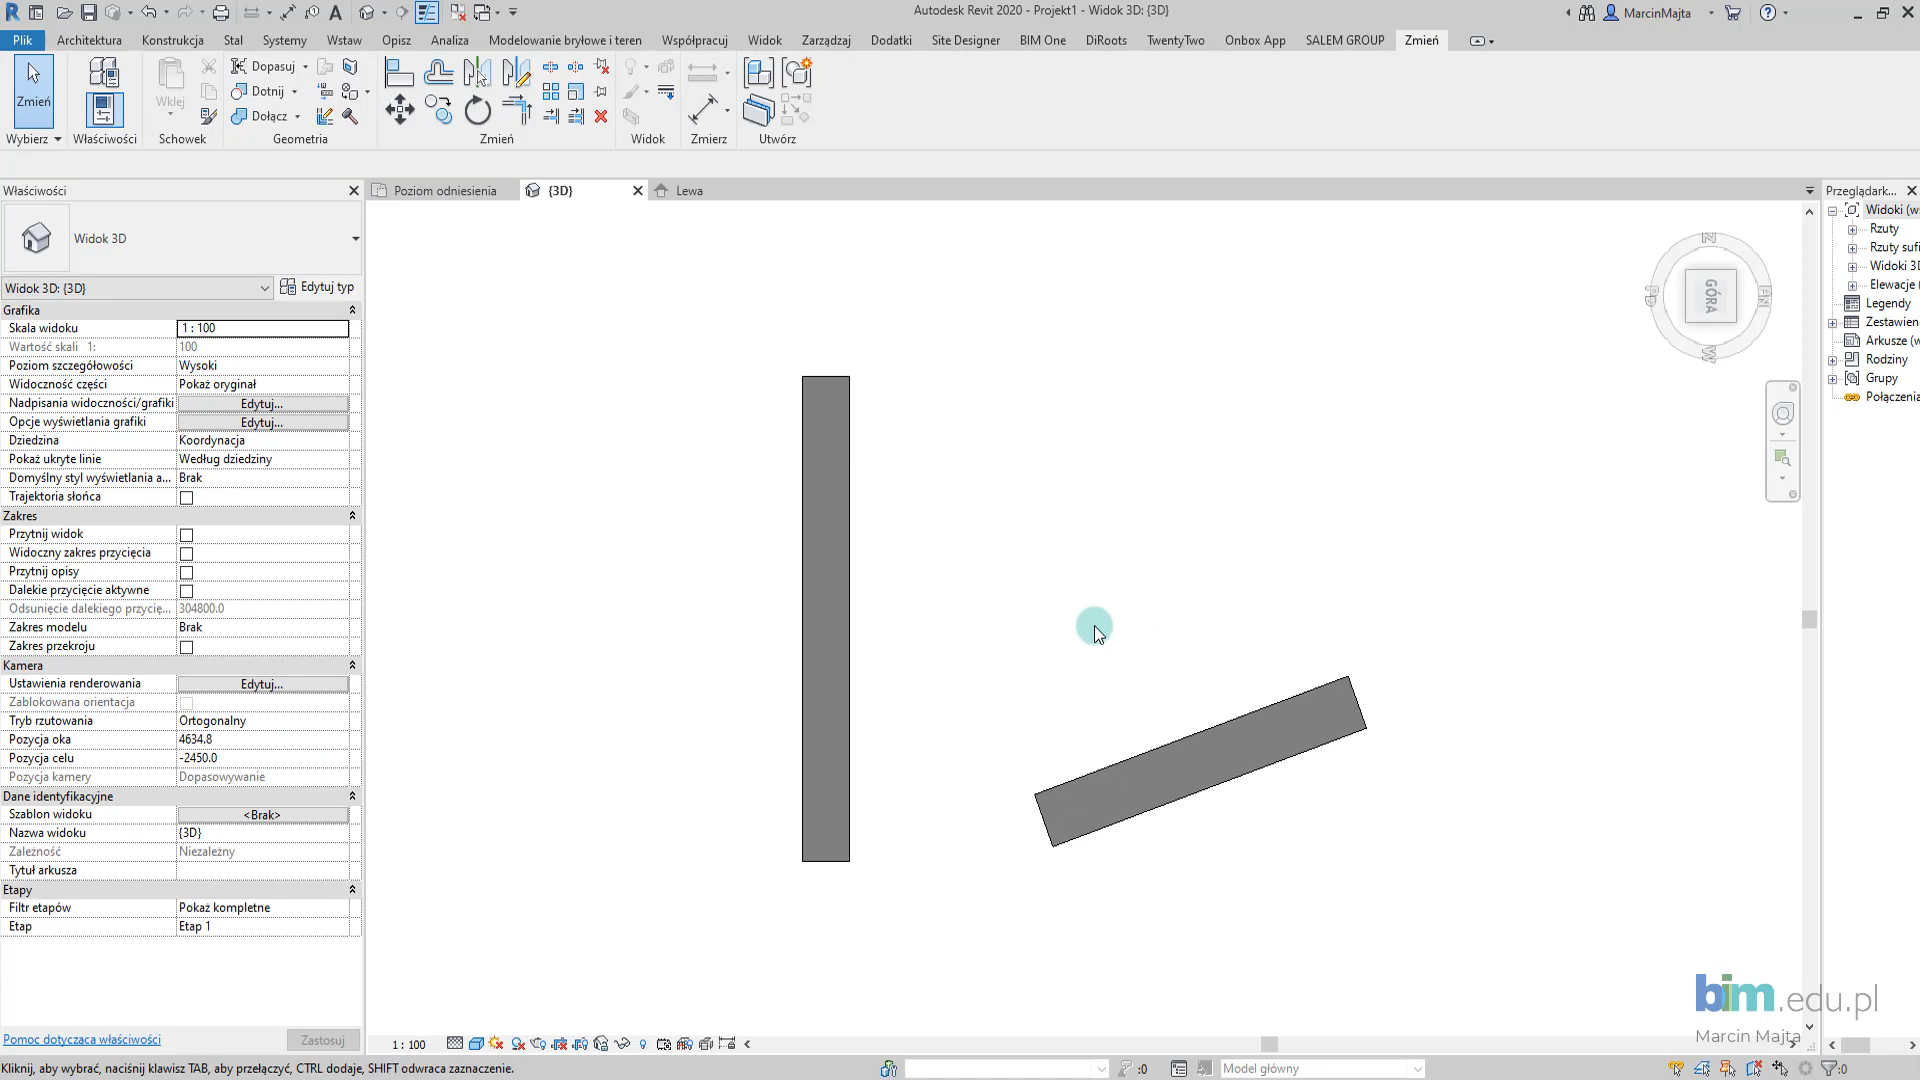 Autodesk Revit 2020 - Projekt1 - Widok 3D: {3D}
MarcinMajta
Plik Architektura Konstrukcja Stal Systemy Wstaw Opisz Analiza Modelowanie bryłowe i teren Współpracuj Widok Zarządzaj Dodatki Site Designer BIM One DiRoots TwentyTwo Onbox App SALEM GROUP Zmień
Zmień
Wklej
Dopasuj
Dotnij
Dołącz
Wybierz Właściwości Schowek Geometria Zmień Widok Zmierz Utwórz
Właściwości
Poziom odniesienia
{3D}
Lewa
Przeglądark...
Widok 3D
Widok 3D: {3D}
Edytuj typ
Grafika
Skala widoku 1 : 100
Wartość skali 1: 100
Poziom szczegółowości Wysoki
Widoczność części Pokaż oryginał
Nadpisania widoczności/grafiki Edytuj...
Opcje wyświetlania grafiki Edytuj...
Dziedzina Koordynacja
Pokaż ukryte linie Według dziedziny
Domyślny styl wyświetlania a... Brak
Trajektoria słońca
Zakres
Przytnij widok
Widoczny zakres przycięcia
Przytnij opisy
Dalekie przycięcie aktywne
Odsunięcie dalekiego przycię... 304800.0
Zakres modelu Brak
Zakres przekroju
Kamera
Ustawienia renderowania Edytuj...
Zablokowana orientacja
Tryb rzutowania Ortogonalny
Pozycja oka 4634.8
Pozycja celu -2450.0
Pozycja kamery Dopasowywanie
Dane identyfikacyjne
Szablon widoku <Brak>
Nazwa widoku {3D}
Zależność Niezależny
Tytuł arkusza
Etapy
Filtr etapów Pokaż kompletne
Etap Etap 1
Pomoc dotycząca właściwości
Zastosuj
GÓRA
N
PN
W
PD
Widoki (w
Rzuty
Rzuty sufi
Widoki 3D
Elewacje (
Legendy
Zestawien
Arkusze (w
Rodziny
Grupy
Połączenia
bim.edu.pl
Marcin Majta
1 : 100
Kliknij, aby wybrać, naciśnij klawisz TAB, aby przełączyć, CTRL dodaje, SHIFT odwraca zaznaczenie.
:0
Model główny
:0